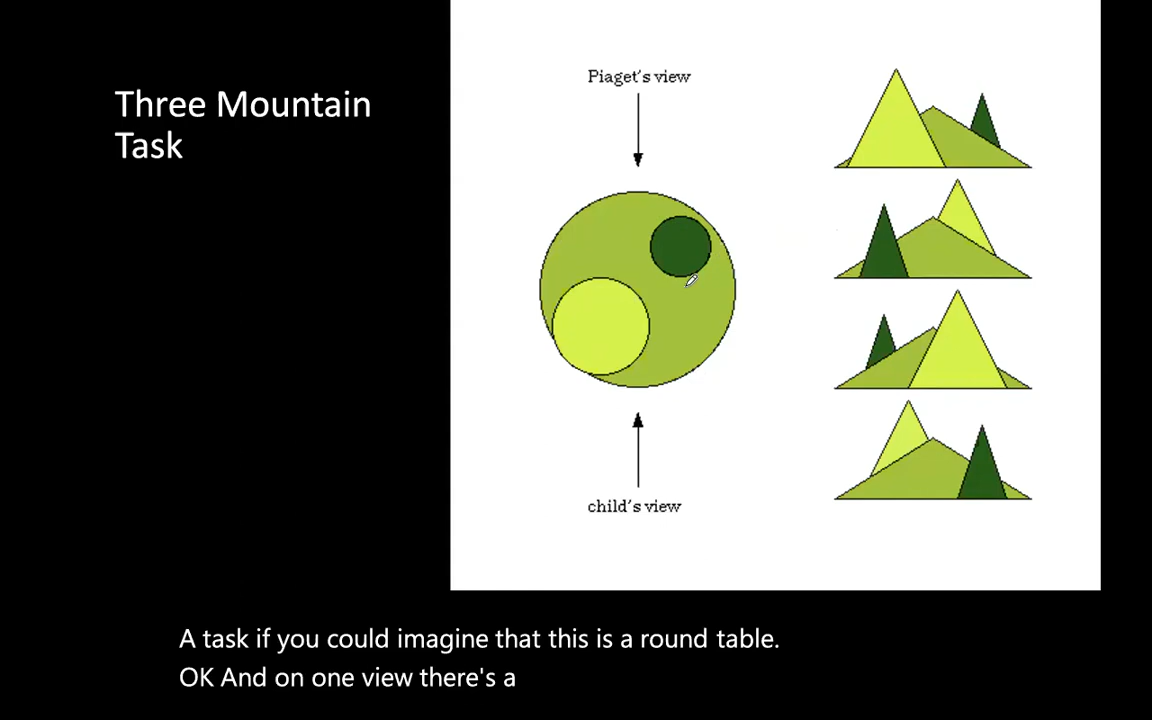 Three Mountain
Task
Piaget's view
child's view
A task if you could imagine that this is a round table.
OK And on one view there's a